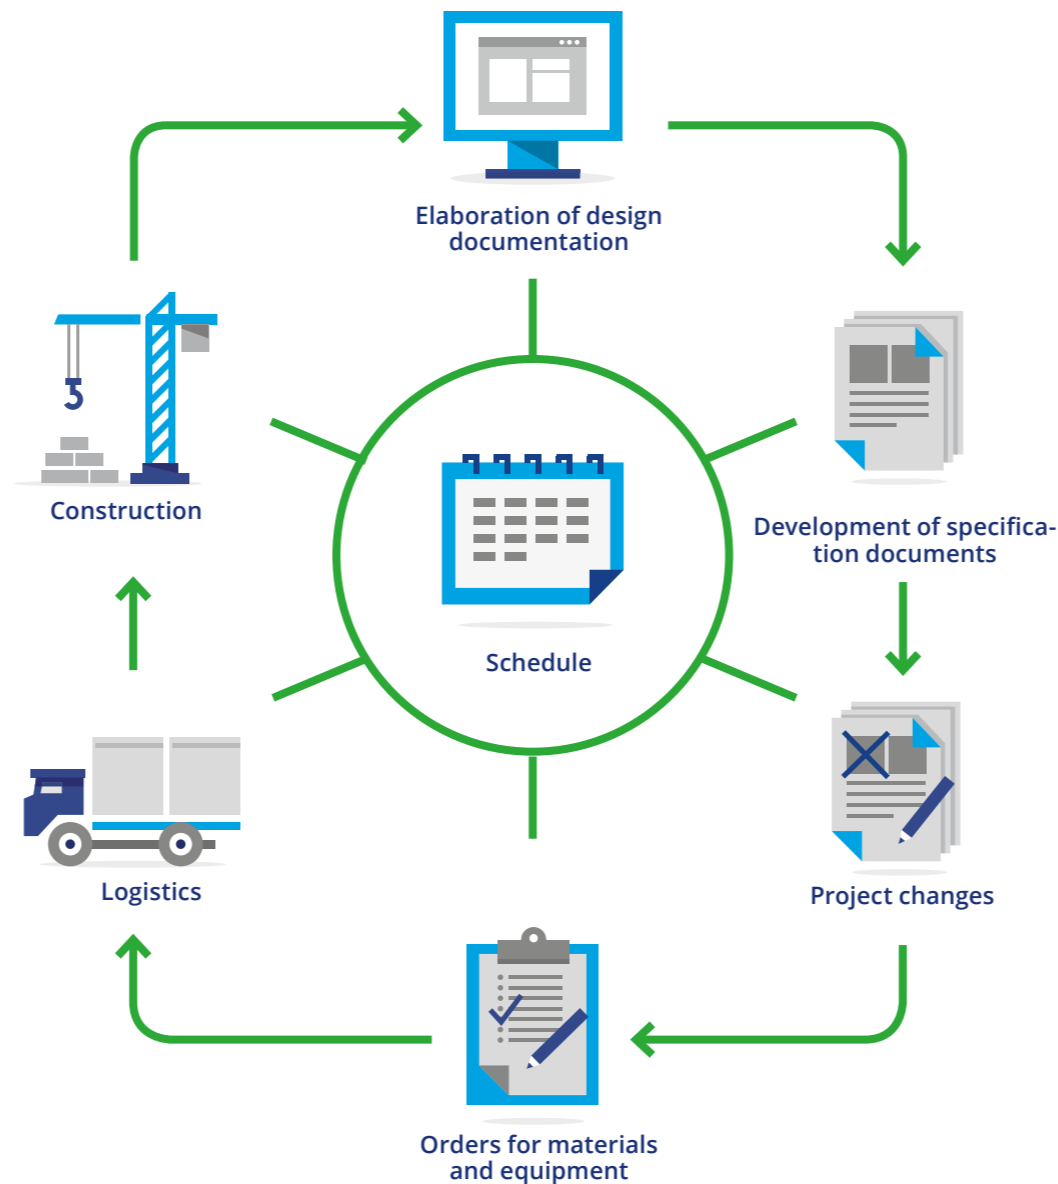 Elaboration of design
documentation
Construction
Development of specifica-
tion documents
Schedule
Logistics
Project changes
Orders for materials
and equipment